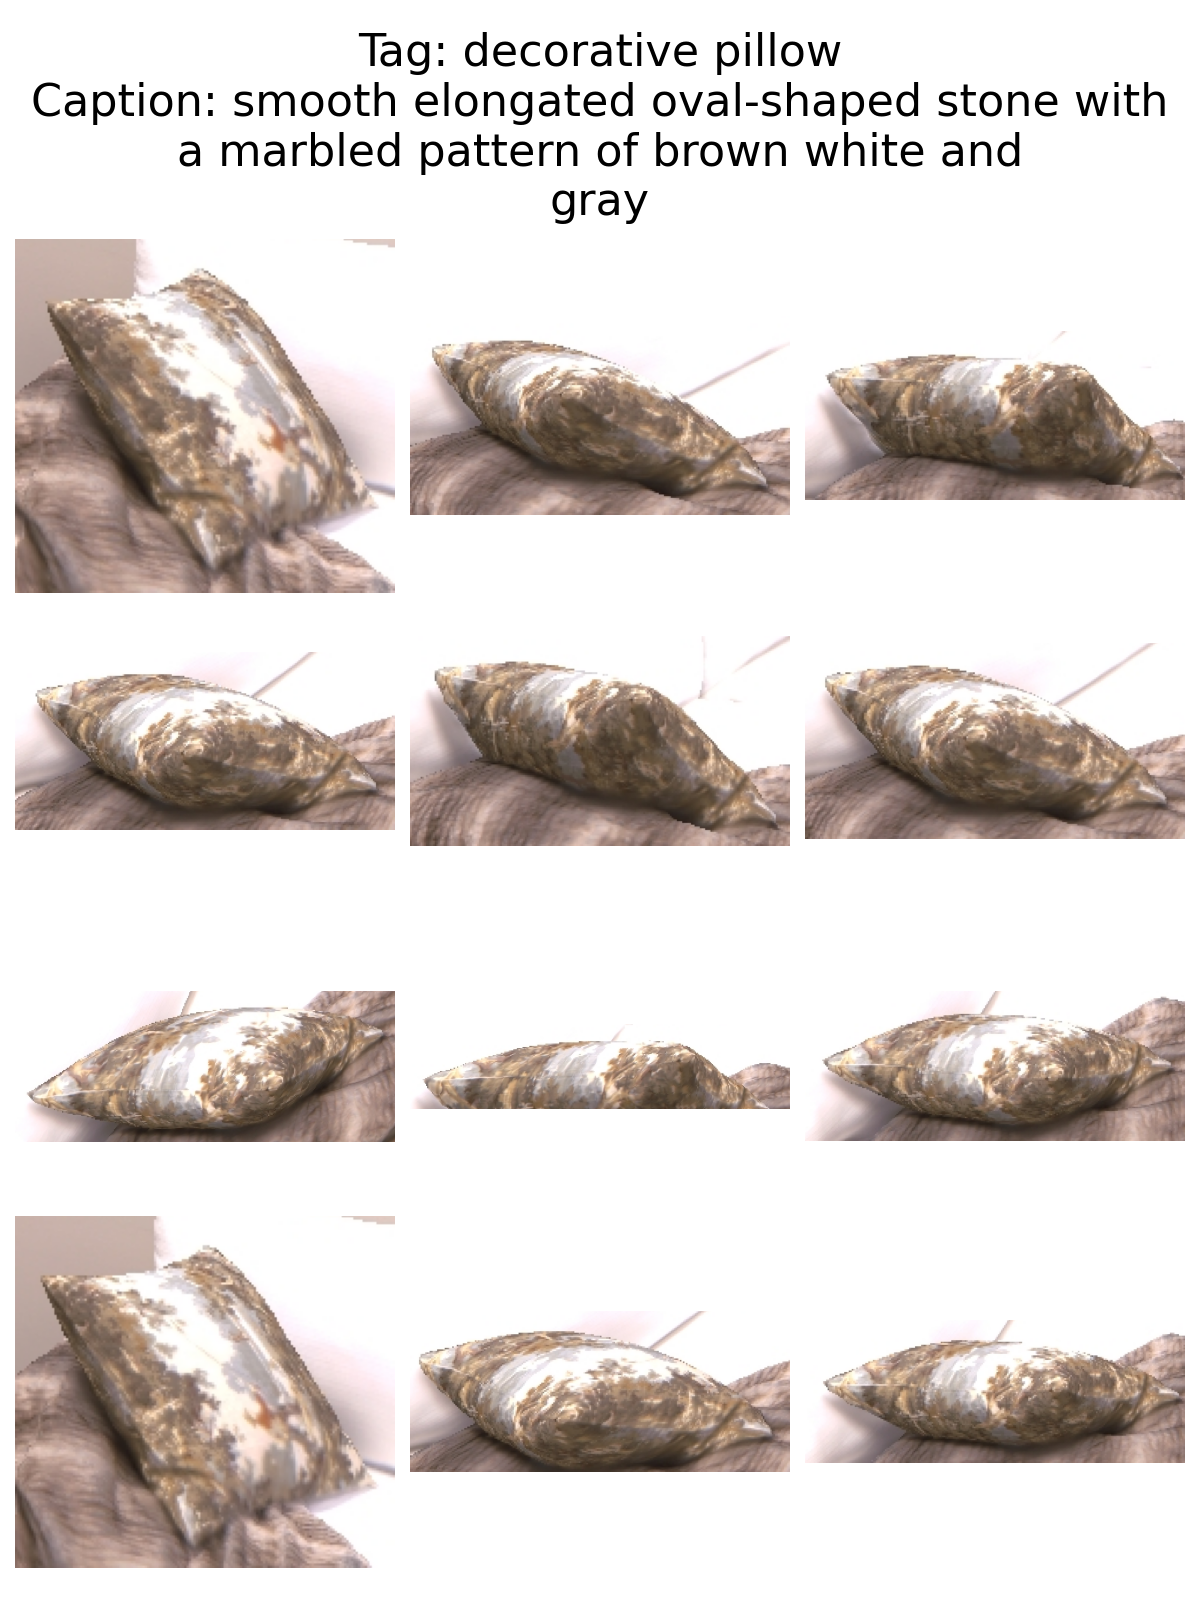 Tag: decorative pillow
Caption: smooth elongated oval-shaped stone with
a marbled pattern of brown white and
gray